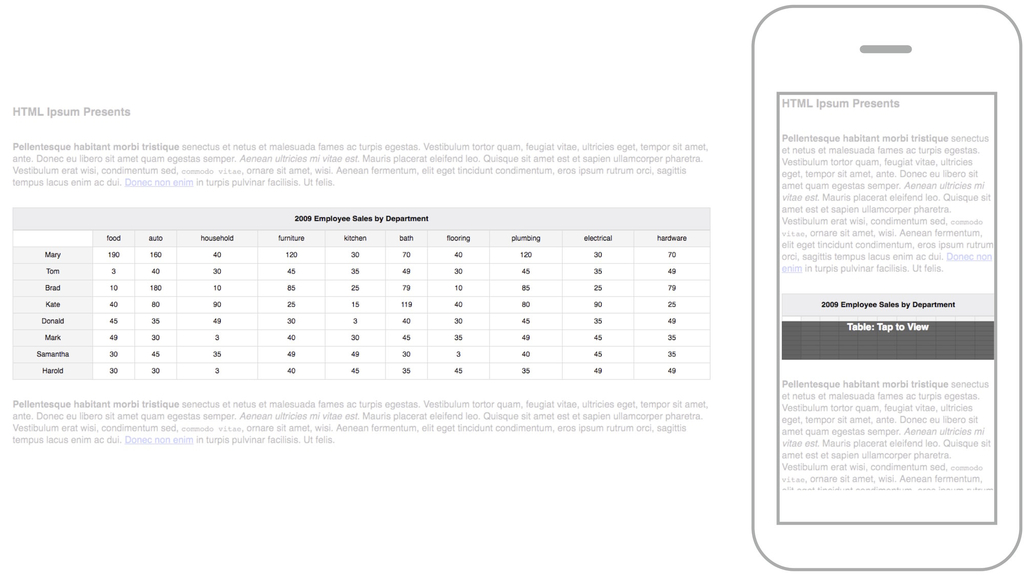 HTML Ipsum Presents
Pellentesque habitant morbi tristique senectus et netus et malesuada fames ac turpis egestas. Vestibulum tortor quam, feugiat vitae, ultricies eget, tempor sit amet,
ante. Donec eu libero sit amet quam egestas semper. Aenean ultricies mi vitae est. Mauris placerat eleifend leo. Quisque sit amet est et sapien ullamcorper pharetra.
Vestibulum erat wisi, condimentum sed, commodo vitae, ornare sit amet, wisi. Aenean fermentum, elit eget tincidunt condimentum, eros ipsum rutrum orci, sagittis
tempus lacus enim ac dui. Donec non enim in turpis pulvinar facilisis. Ut felis.
2009 Employee Sales by Department
food auto household furniture kitchen bath flooring plumbing electrical hardware
Mary 190 160 40 120 30 70 40 120 30 70
Tom 3 40 30 45 35 49 30 45 35 49
Brad 10 180 10 85 25 79 10 85 25 79
Kate 40 80 90 25 15 119 40 80 90 25
Donald 45 35 49 30 3 40 30 45 35 49
Mark 49 30 3 40 30 45 35 49 45 35
Samantha 30 45 35 49 49 30 3 40 45 35
Harold 30 30 3 40 45 35 45 35 49 49
Pellentesque habitant morbi tristique senectus et netus et malesuada fames ac turpis egestas. Vestibulum tortor quam, feugiat vitae, ultricies eget, tempor sit amet,
ante. Donec eu libero sit amet quam egestas semper. Aenean ultricies mi vitae est. Mauris placerat eleifend leo. Quisque sit amet est et sapien ullamcorper pharetra.
Vestibulum erat wisi, condimentum sed, commodo vitae, ornare sit amet, wisi. Aenean fermentum, elit eget tincidunt condimentum, eros ipsum rutrum orci, sagittis
tempus lacus enim ac dui. Donec non enim in turpis pulvinar facilisis. Ut felis.
HTML Ipsum Presents
Pellentesque habitant morbi tristique senectus
et netus et malesuada fames ac turpis egestas.
Vestibulum tortor quam, feugiat vitae, ultricies
eget, tempor sit amet, ante. Donec eu libero sit
amet quam egestas semper. Aenean ultricies mi
vitae est. Mauris placerat eleifend leo. Quisque sit
amet est et sapien ullamcorper pharetra.
Vestibulum erat wisi, condimentum sed, commodo
vitae, ornare sit amet, wisi. Aenean fermentum,
elit eget tincidunt condimentum, eros ipsum rutrum
orci, sagittis tempus lacus enim ac dui. Donec non
enim in turpis pulvinar facilisis. Ut felis.
2009 Employee Sales by Department
Table: Tap to View
Pellentesque habitant morbi tristique senectus
et netus et malesuada fames ac turpis egestas.
Vestibulum tortor quam, feugiat vitae, ultricies
eget, tempor sit amet, ante. Donec eu libero sit
amet quam egestas semper. Aenean ultricies mi
vitae est. Mauris placerat eleifend leo. Quisque sit
amet est et sapien ullamcorper pharetra.
Vestibulum erat wisi, condimentum sed, commodo
vitae, ornare sit amet, wisi. Aenean fermentum,